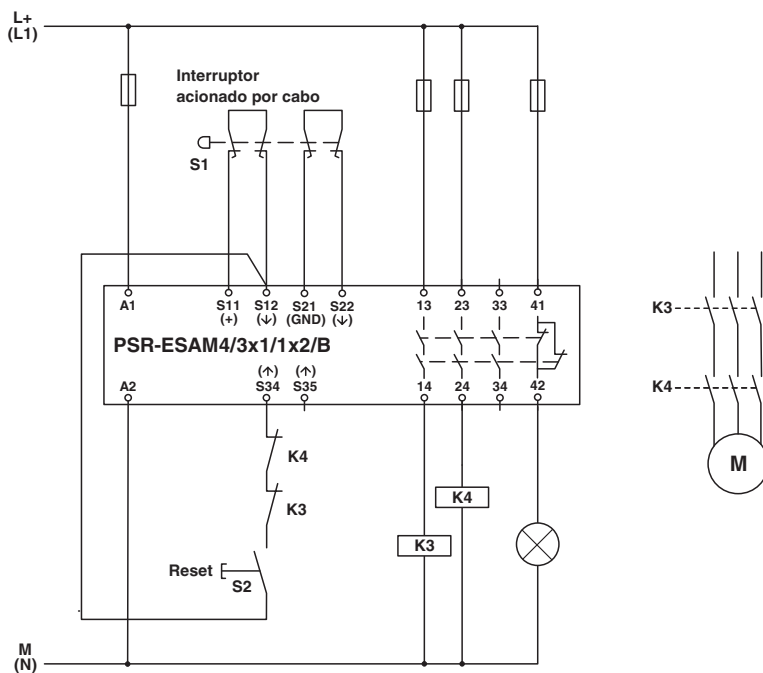 L+
(L1)
Interruptor
acionado por cabo
S1
A1
S11
(+)
S12
(↓)
S21
(GND)
S22
(↓)
13
23
33
41
PSR-ESAM4/3x1/1x2/B
A2
(↑)
S34
(↑)
S35
14
24
34
42
K3
K4
M
K4
K3
Reset
S2
K4
K3
M
(N)